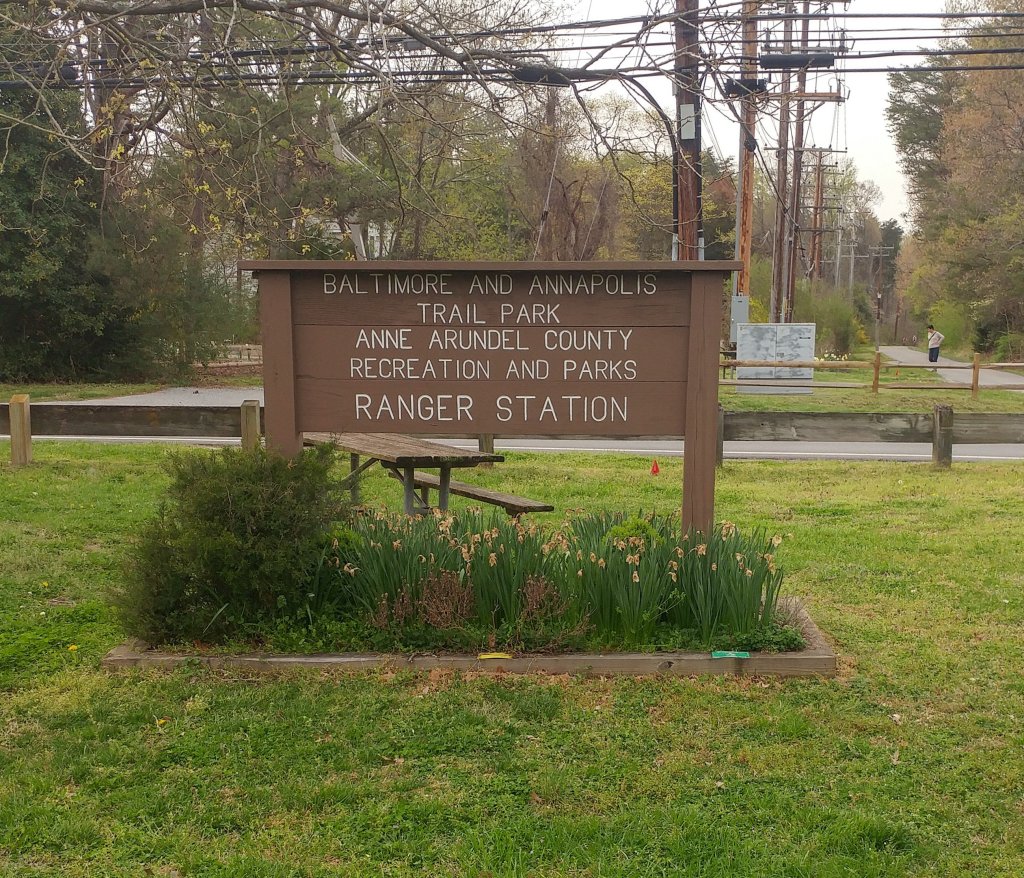 BALTIMORE AND ANNAPOLIS
TRAIL PARK
ANNE ARUNDEL COUNTY
RECREATION AND PARKS
RANGER STATION